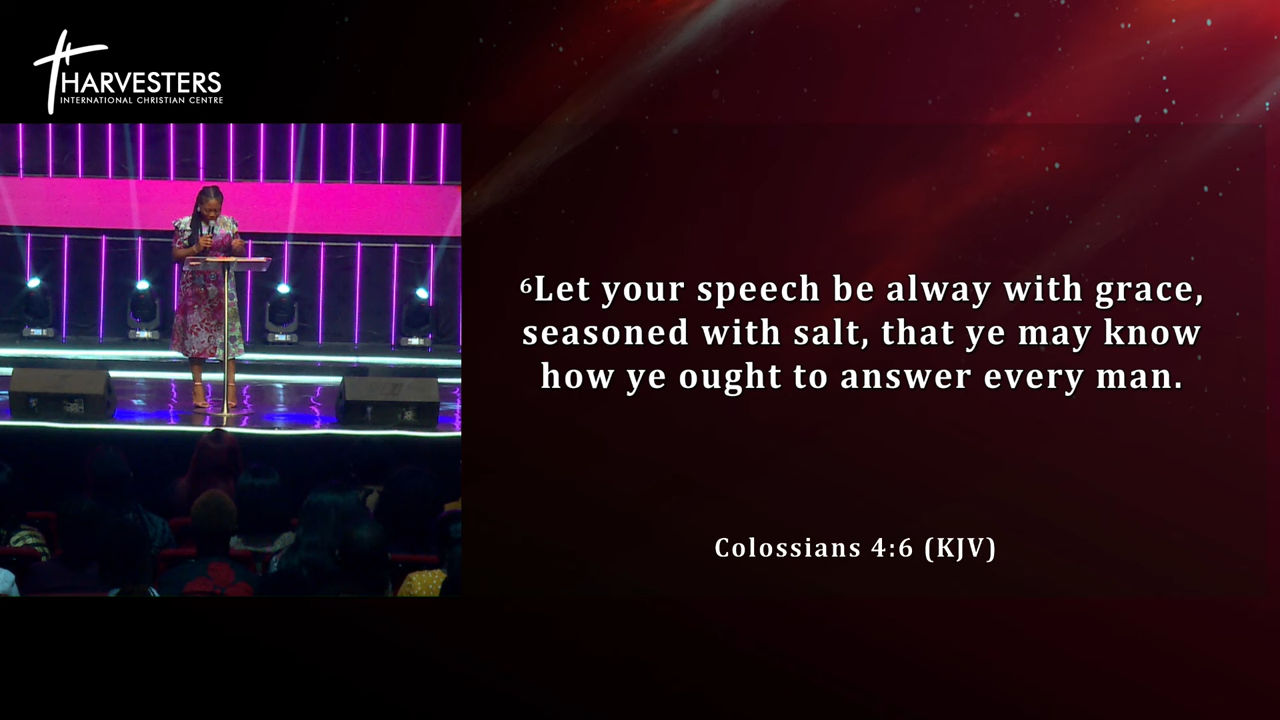 HARVESTERS
INTERNATIONAL CHRISTIAN CENTRE
⁶Let your speech be alway with grace,
seasoned with salt, that ye may know
how ye ought to answer every man.
Colossians 4:6 (KJV)